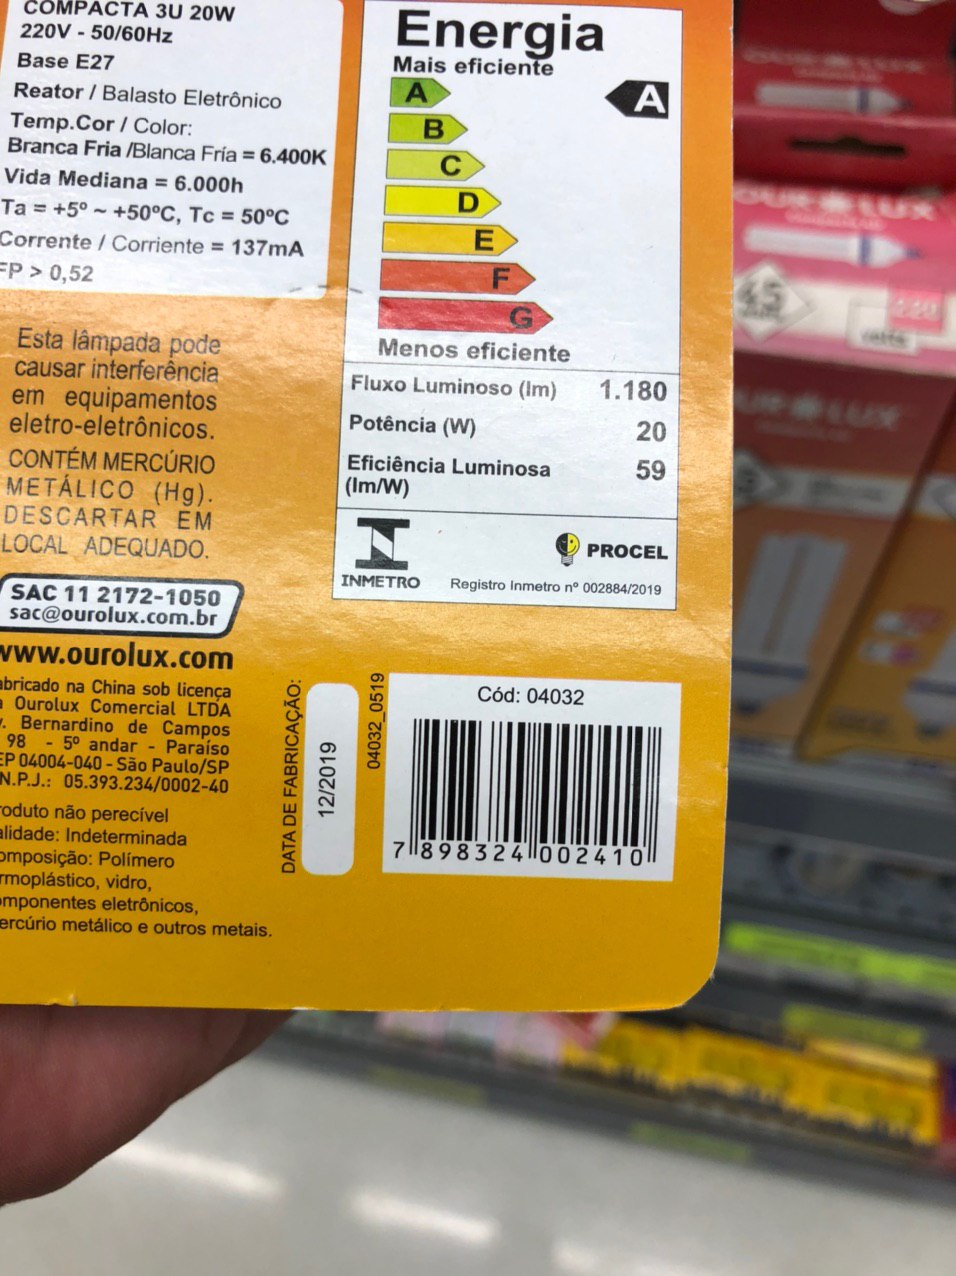 COMPACTA 3U 20W
220V - 50/60Hz
Base E27
Reator / Balasto Eletrônico
Temp.Cor / Color:
Branca Fria /Blanca Fría = 6.400K
Vida Mediana = 6.000h
Ta = +5º ~ +50ºC, Tc = 50ºC
Corrente / Corriente = 137mA
FP > 0,52
Esta lâmpada pode
causar interferência
em equipamentos
eletro-eletrônicos.
CONTÉM MERCÚRIO
METÁLICO (Hg).
DESCARTAR EM
LOCAL ADEQUADO.
SAC 11 2172-1050
sac@ourolux.com.br
www.ourolux.com
abricado na China sob licença
a Ourolux Comercial LTDA
v. Bernardino de Campos
98 - 5º andar - Paraíso
EP 04004-040 - São Paulo/SP
N.P.J.: 05.393.234/0002-40
roduto não perecível
alidade: Indeterminada
omposição: Polímero
rmoplástico, vidro,
omponentes eletrônicos,
ercúrio metálico e outros metais.
Energia
Mais eficiente
A
A
B
C
D
E
F
G
Menos eficiente
Fluxo Luminoso (lm) 1.180
Potência (W) 20
Eficiência Luminosa 59
(lm/W)
INMETRO
PROCEL
Registro Inmetro nº 002884/2019
DATA DE FABRICAÇÃO:
12/2019
04032_0519
Cód: 04032
7 898324 002410
OUROLUX
OUROLUX